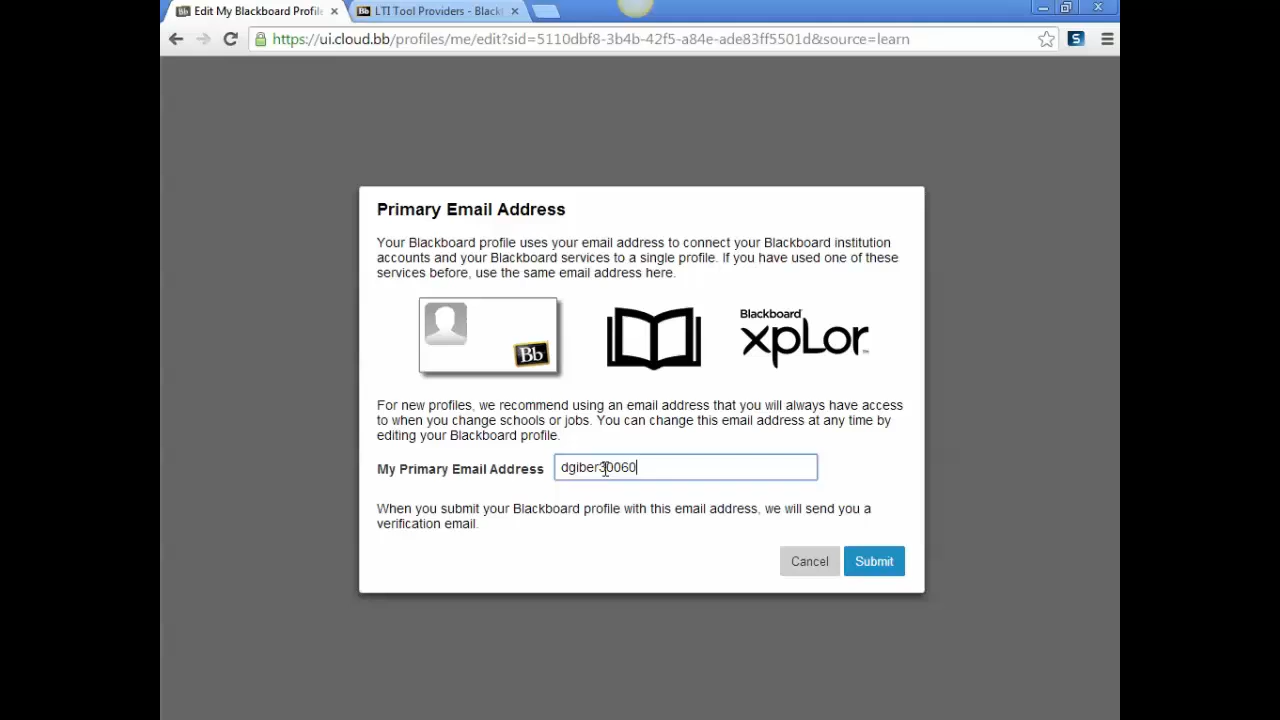 Edit My Blackboard Profile
LTI Tool Providers - Black
https://ui.cloud.bb/profiles/me/edit?sid=5110dbf8-3b4b-42f5-a84e-ade83ff5501d&source=learn
Primary Email Address
Your Blackboard profile uses your email address to connect your Blackboard institution
accounts and your Blackboard services to a single profile. If you have used one of these
services before, use the same email address here.
Bb
Blackboard
xpLor™
For new profiles, we recommend using an email address that you will always have access
to when you change schools or jobs. You can change this email address at any time by
editing your Blackboard profile.
My Primary Email Address
dgiber30060
When you submit your Blackboard profile with this email address, we will send you a
verification email.
Cancel
Submit